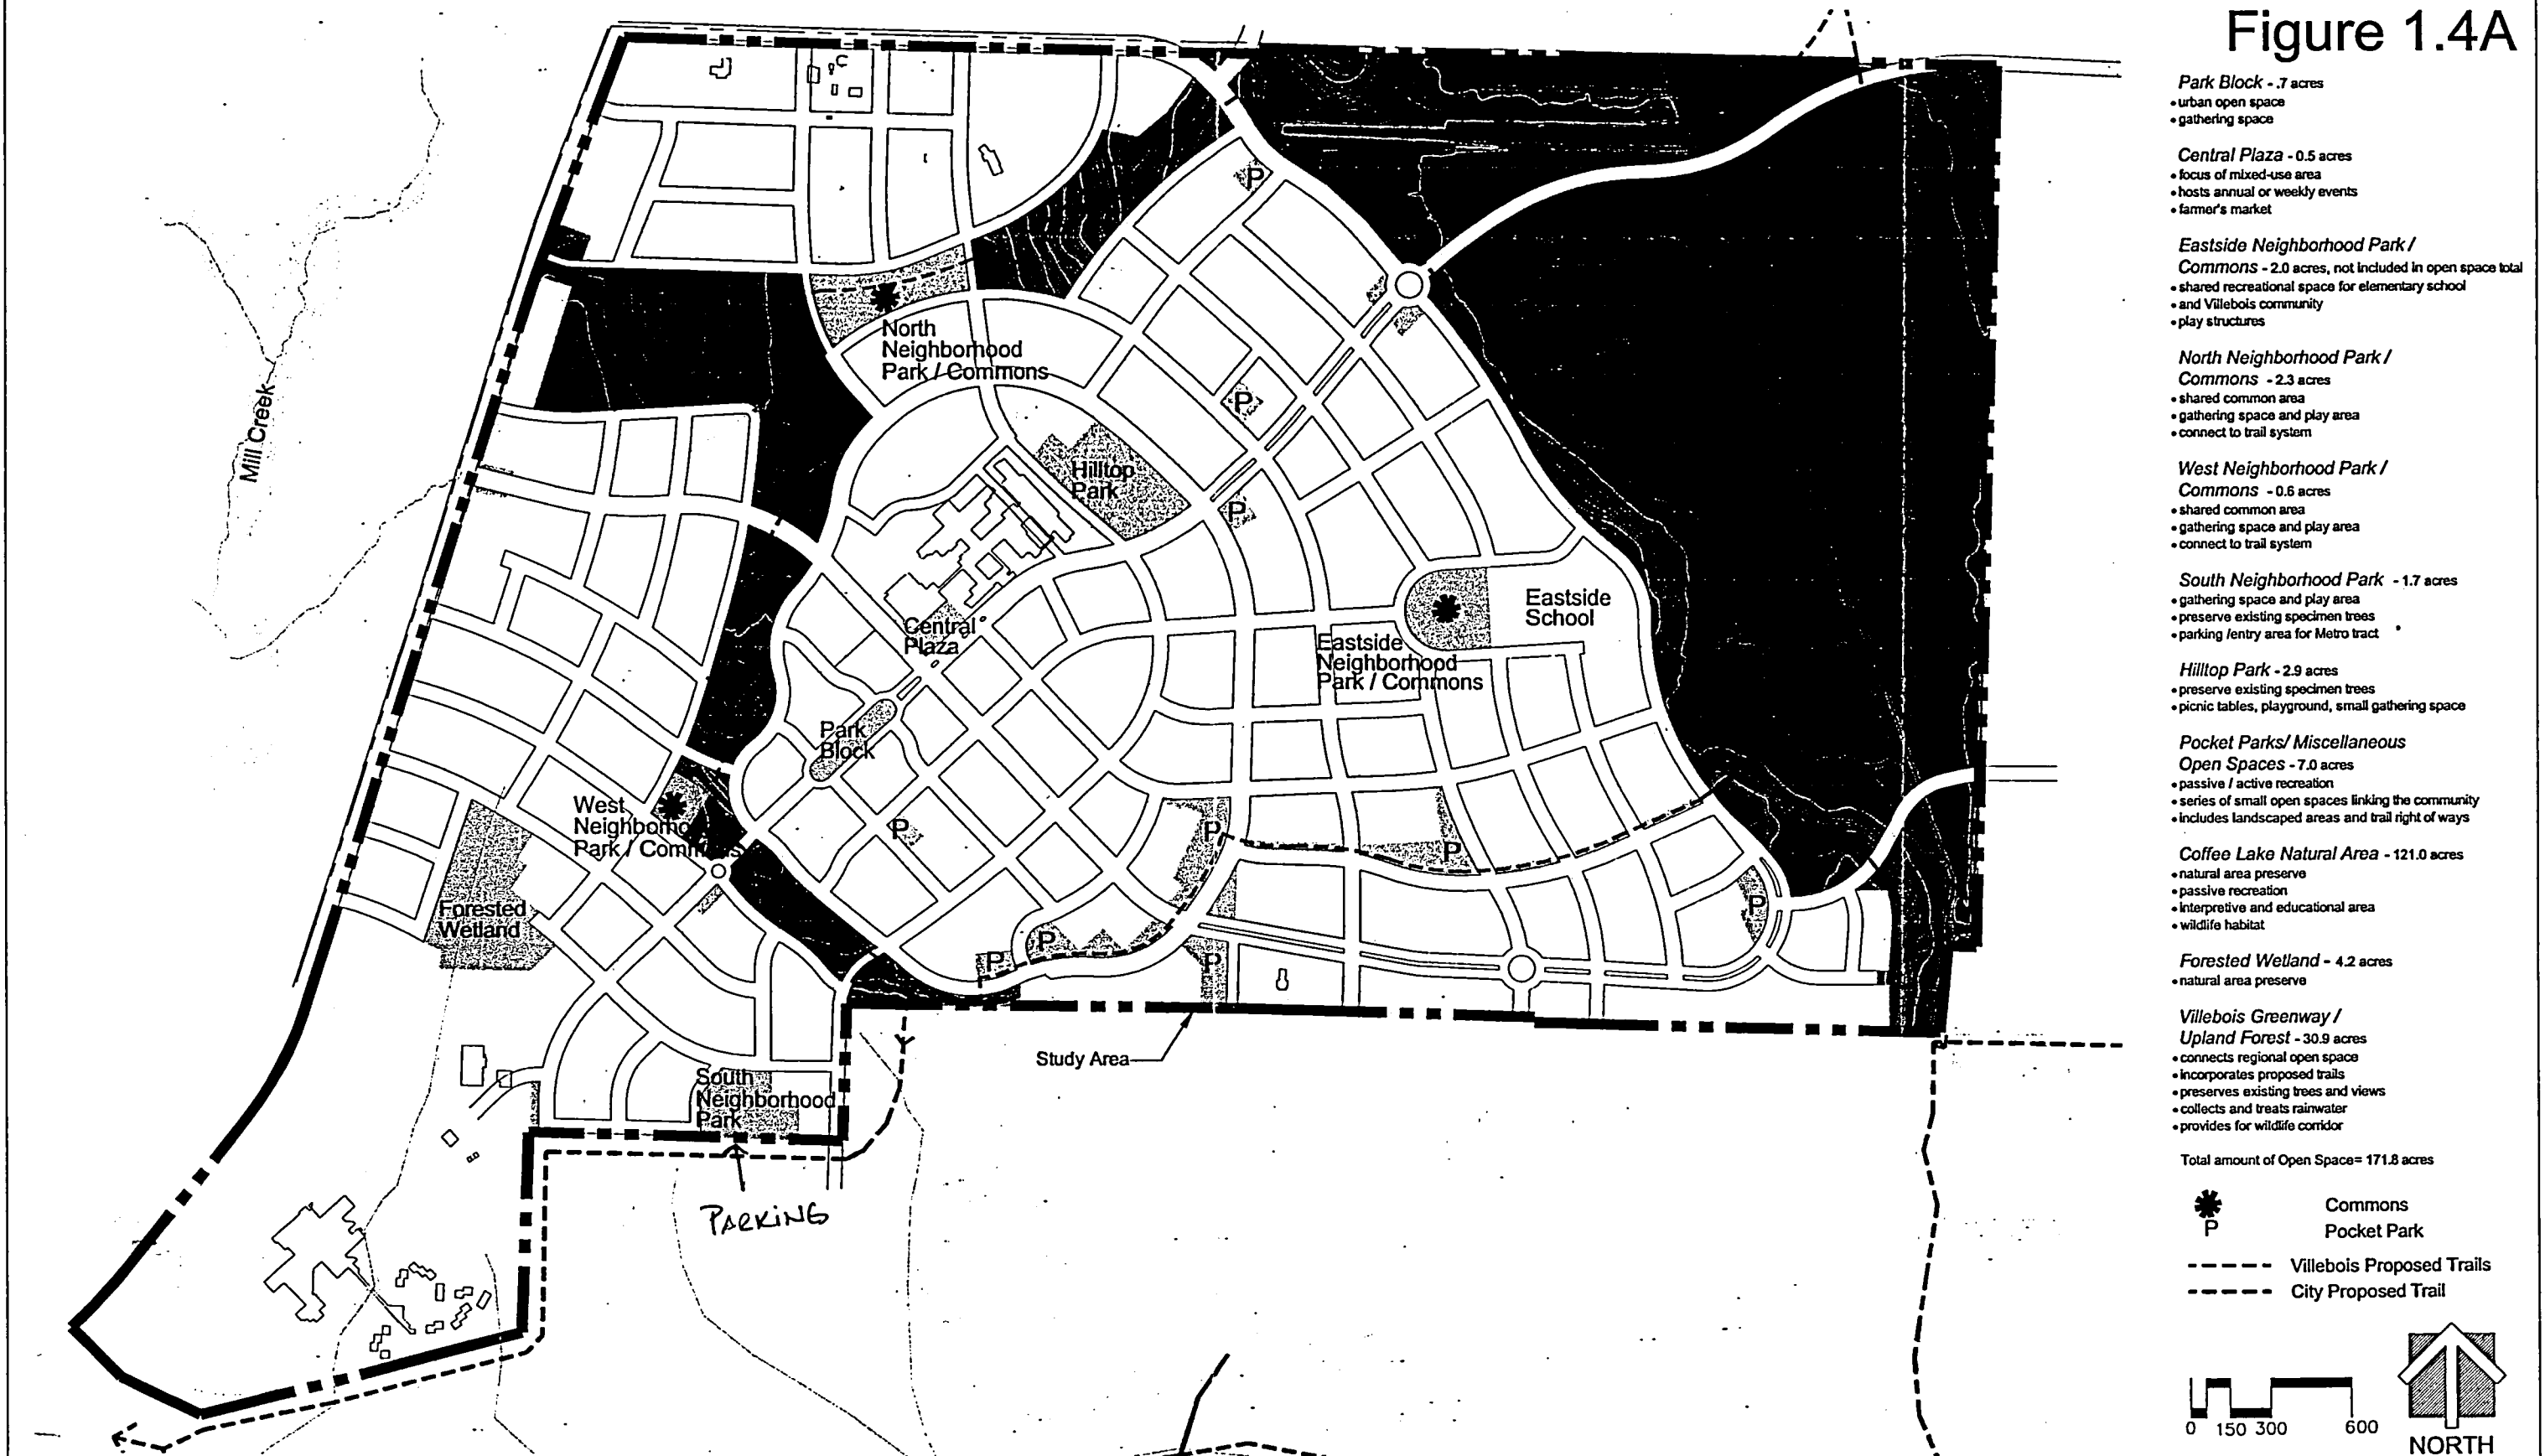 Figure 1.4A
Park Block - .7 acres
• urban open space
• gathering space
Central Plaza - 0.5 acres
• focus of mixed-use area
• hosts annual or weekly events
• farmer's market
Eastside Neighborhood Park /
Commons - 2.0 acres, not included in open space total
• shared recreational space for elementary school
• and Villebois community
• play structures
North Neighborhood Park /
Commons - 2.3 acres
• shared common area
• gathering space and play area
• connect to trail system
West Neighborhood Park /
Commons - 0.6 acres
• shared common area
• gathering space and play area
• connect to trail system
South Neighborhood Park - 1.7 acres
• gathering space and play area
• preserve existing specimen trees
• parking /entry area for Metro tract
Hilltop Park - 2.9 acres
• preserve existing specimen trees
• picnic tables, playground, small gathering space
Pocket Parks/ Miscellaneous
Open Spaces - 7.0 acres
• passive / active recreation
• series of small open spaces linking the community
• includes landscaped areas and trail right of ways
Coffee Lake Natural Area - 121.0 acres
• natural area preserve
• passive recreation
• interpretive and educational area
• wildlife habitat
Forested Wetland - 4.2 acres
• natural area preserve
Villebois Greenway /
Upland Forest - 30.9 acres
• connects regional open space
• incorporates proposed trails
• preserves existing trees and views
• collects and treats rainwater
• provides for wildlife corridor
Total amount of Open Space= 171.8 acres
Commons
P Pocket Park
Villebois Proposed Trails
City Proposed Trail
0 150 300 600
NORTH
Mill Creek
North
Neighborhood
Park / Commons
P
P
Hilltop
Park
P
Central
Plaza
Eastside
School
Eastside
Neighborhood
Park / Commons
Park
Block
West
Neighborho
Park / Commons
P
P
P
P
Forested
Wetland
P
P
P
Study Area
South
Neighborhood
Park
PARKING